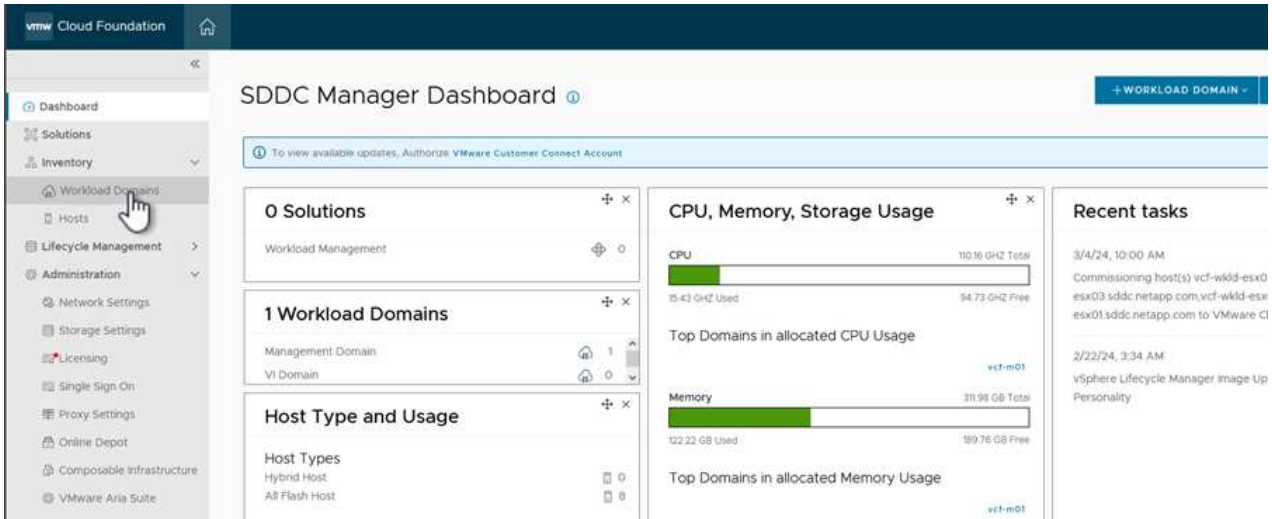 vmw Cloud Foundation
Dashboard
Solutions
Inventory
Workload Domains
Hosts
Lifecycle Management
Administration
Network Settings
Storage Settings
Licensing
Single Sign On
Proxy Settings
Online Depot
Composable Infrastructure
VMware Aria Suite
SDDC Manager Dashboard
+ WORKLOAD DOMAIN
To view available updates, Authorize VMware Customer Connect Account
0 Solutions
Workload Management 0
1 Workload Domains
Management Domain 1
VI Domain 0
Host Type and Usage
Host Types
Hybrid Host 0
All Flash Host 8
CPU, Memory, Storage Usage
CPU 110.16 GHZ Total
15.43 GHZ Used 94.73 GHZ Free
Top Domains in allocated CPU Usage
vcf-m01
Memory 311.98 GB Total
122.22 GB Used 189.76 GB Free
Top Domains in allocated Memory Usage
vcf-m01
Recent tasks
3/4/24, 10:00 AM
Commissioning host(s) vcf-wkld-esx0
esx03.sddc.netapp.com,vcf-wkld-esx
esx01.sddc.netapp.com to VMware Cl
2/22/24, 3:34 AM
vSphere Lifecycle Manager Image Up
Personality